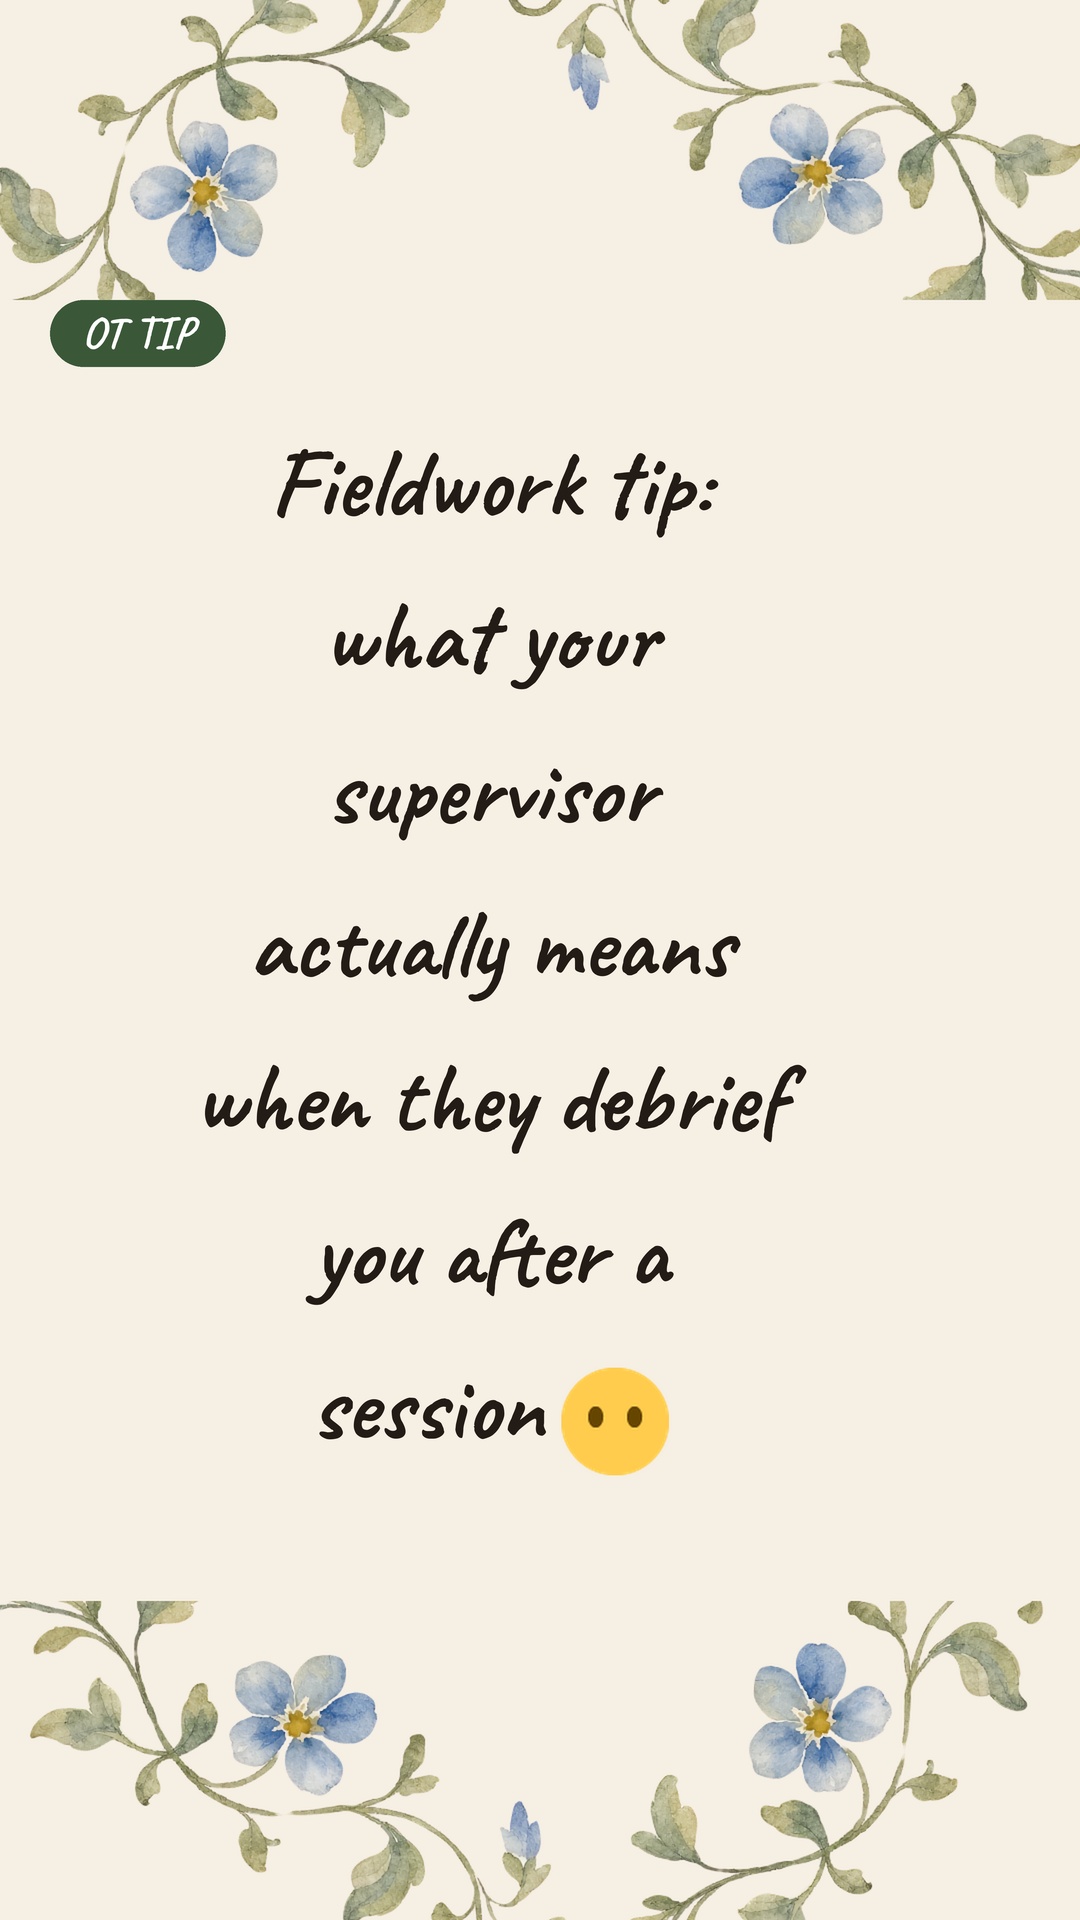 OT TIP
Fieldwork tip:
what your
supervisor
actually means
when they debrief
you after a
session 😶